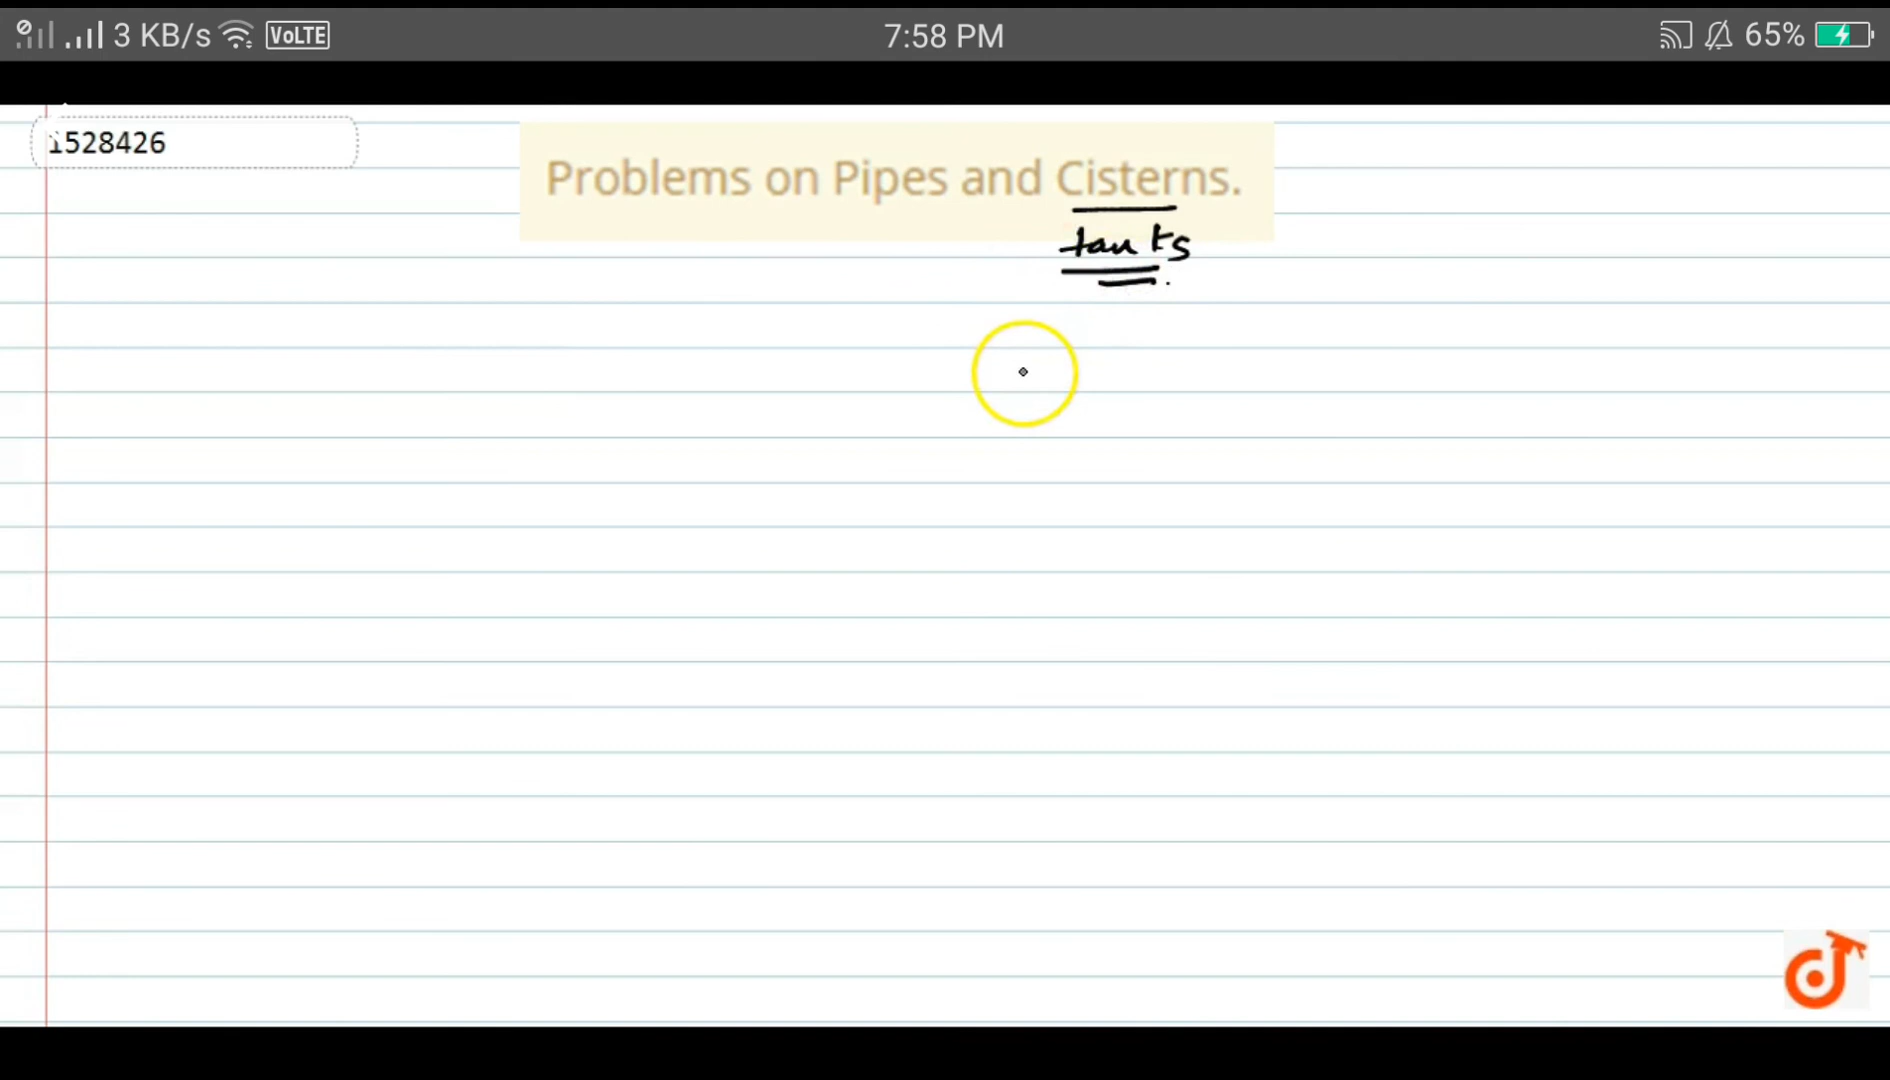 3 KB/s VoLTE 7:58 PM 65%
1528426
Problems on Pipes and Cisterns.
tanks